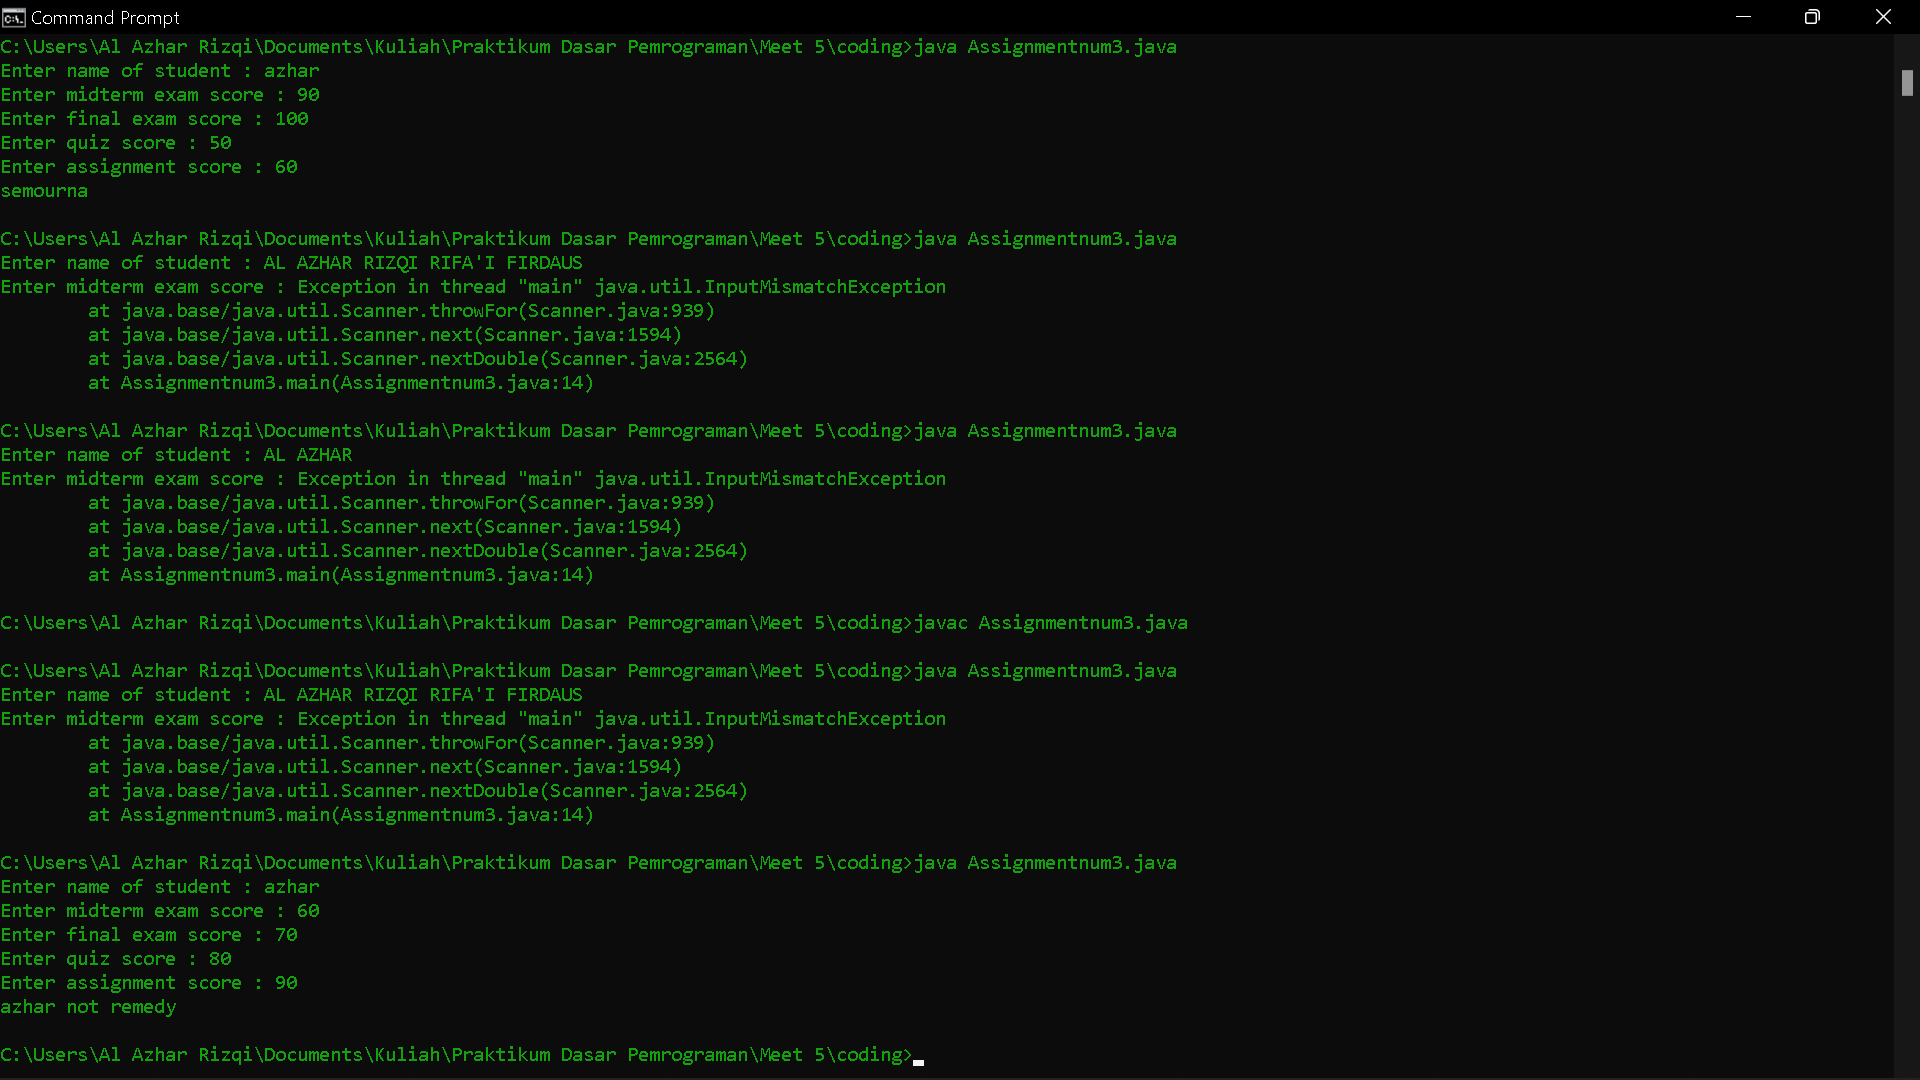 Command Prompt
C:\Users\Al Azhar Rizqi\Documents\Kuliah\Praktikum Dasar Pemrograman\Meet 5\coding>java Assignmentnum3.java
Enter name of student : azhar
Enter midterm exam score : 90
Enter final exam score : 100
Enter quiz score : 50
Enter assignment score : 60
semourna
C:\Users\Al Azhar Rizqi\Documents\Kuliah\Praktikum Dasar Pemrograman\Meet 5\coding>java Assignmentnum3.java
Enter name of student : AL AZHAR RIZQI RIFA'I FIRDAUS
Enter midterm exam score : Exception in thread "main" java.util.InputMismatchException
at java.base/java.util.Scanner.throwFor(Scanner.java:939)
at java.base/java.util.Scanner.next(Scanner.java:1594)
at java.base/java.util.Scanner.nextDouble(Scanner.java:2564)
at Assignmentnum3.main(Assignmentnum3.java:14)
C:\Users\Al Azhar Rizqi\Documents\Kuliah\Praktikum Dasar Pemrograman\Meet 5\coding>java Assignmentnum3.java
Enter name of student : AL AZHAR
Enter midterm exam score : Exception in thread "main" java.util.InputMismatchException
at java.base/java.util.Scanner.throwFor(Scanner.java:939)
at java.base/java.util.Scanner.next(Scanner.java:1594)
at java.base/java.util.Scanner.nextDouble(Scanner.java:2564)
at Assignmentnum3.main(Assignmentnum3.java:14)
C:\Users\Al Azhar Rizqi\Documents\Kuliah\Praktikum Dasar Pemrograman\Meet 5\coding>javac Assignmentnum3.java
C:\Users\Al Azhar Rizqi\Documents\Kuliah\Praktikum Dasar Pemrograman\Meet 5\coding>java Assignmentnum3.java
Enter name of student : AL AZHAR RIZQI RIFA'I FIRDAUS
Enter midterm exam score : Exception in thread "main" java.util.InputMismatchException
at java.base/java.util.Scanner.throwFor(Scanner.java:939)
at java.base/java.util.Scanner.next(Scanner.java:1594)
at java.base/java.util.Scanner.nextDouble(Scanner.java:2564)
at Assignmentnum3.main(Assignmentnum3.java:14)
C:\Users\Al Azhar Rizqi\Documents\Kuliah\Praktikum Dasar Pemrograman\Meet 5\coding>java Assignmentnum3.java
Enter name of student : azhar
Enter midterm exam score : 60
Enter final exam score : 70
Enter quiz score : 80
Enter assignment score : 90
azhar not remedy
C:\Users\Al Azhar Rizqi\Documents\Kuliah\Praktikum Dasar Pemrograman\Meet 5\coding>